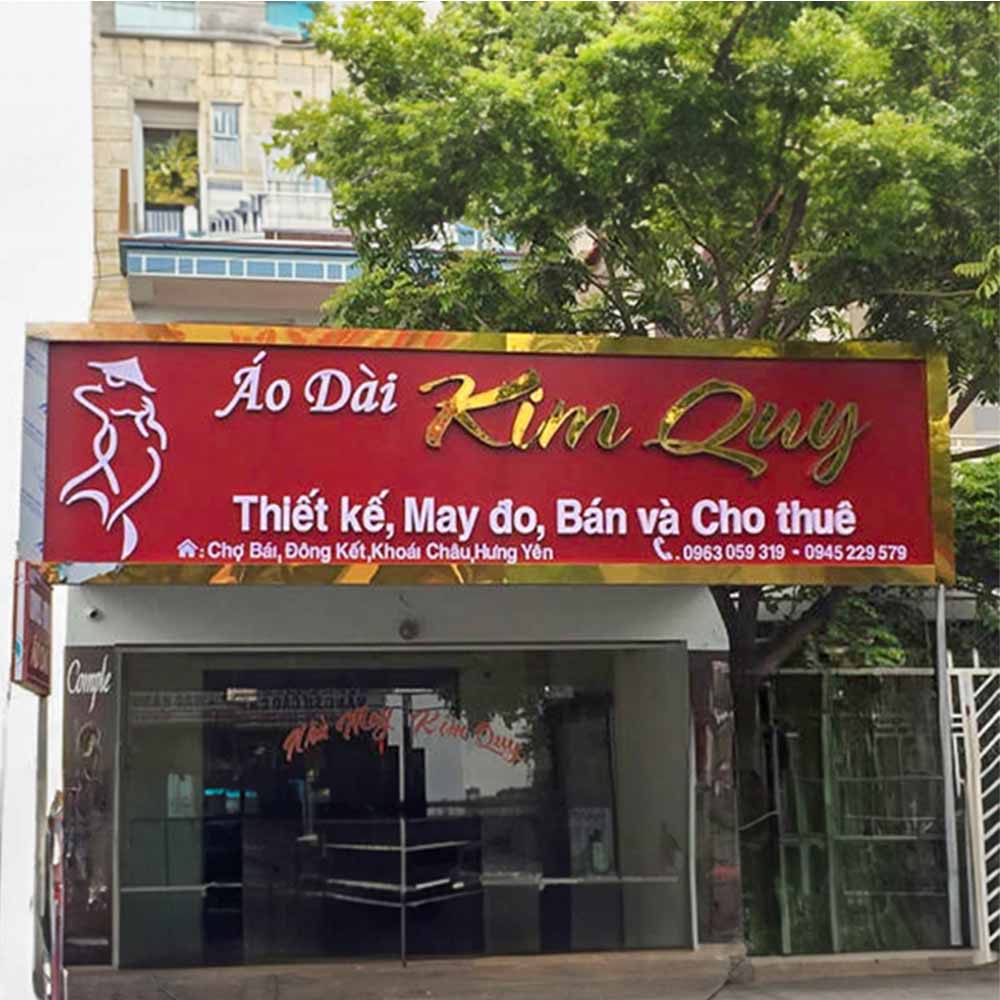 Áo Dài Kim Quy
Thiết kế, May đo, Bán và Cho thuê
: Chợ Bái, Đông Kết,Khoái Châu,Hưng Yên
. 0963 059 319 - 0945 229 579
Comple
Nhà May Kim Quy